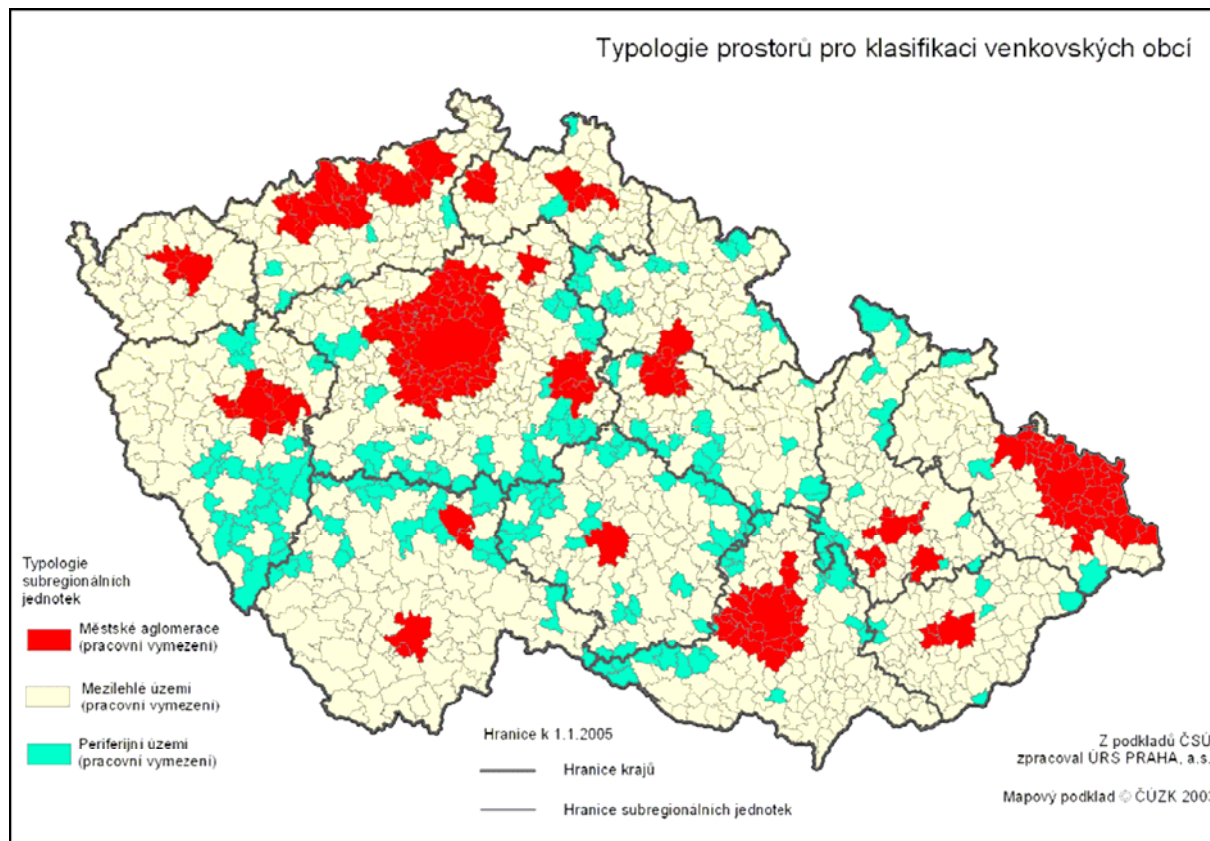 Typologie prostorů pro klasifikaci venkovských obcí
Typologie
subregionálních
jednotek
Městské aglomerace
(pracovní vymezení)
Mezilehlé území
(pracovní vymezení)
Periferijní území
(pracovní vymezení)
Hranice k 1.1.2005
Hranice krajů
Hranice subregionálních jednotek
Z podkladů ČSÚ
zpracoval ÚRS PRAHA, a.s.
Mapový podklad © ČÚZK 2003